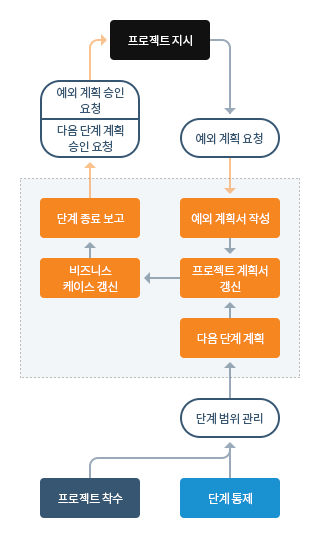 프로젝트 지시
예외 계획 승인
요청
다음 단계 계획
승인 요청
예외 계획 요청
단계 종료 보고
예외 계획서 작성
비즈니스
케이스 갱신
프로젝트 계획서
갱신
다음 단계 계획
단계 범위 관리
프로젝트 착수
단계 통제